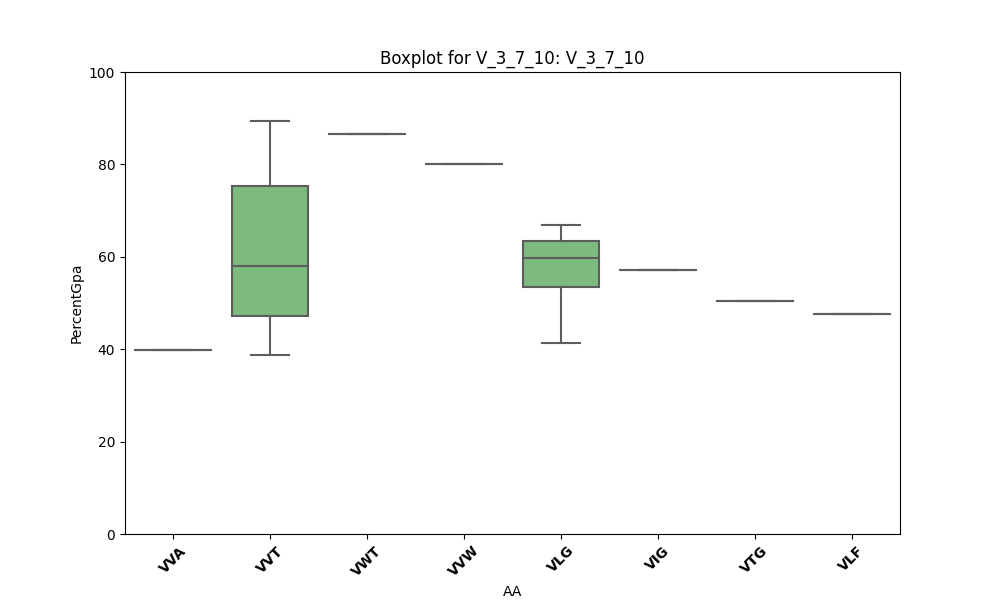 Boxplot for V_3_7_10: V_3_7_10
100
80
60
40
20
0
PercentGpa
VVA
VVT
VWT
VVW
VLG
VIG
VTG
VLF
AA